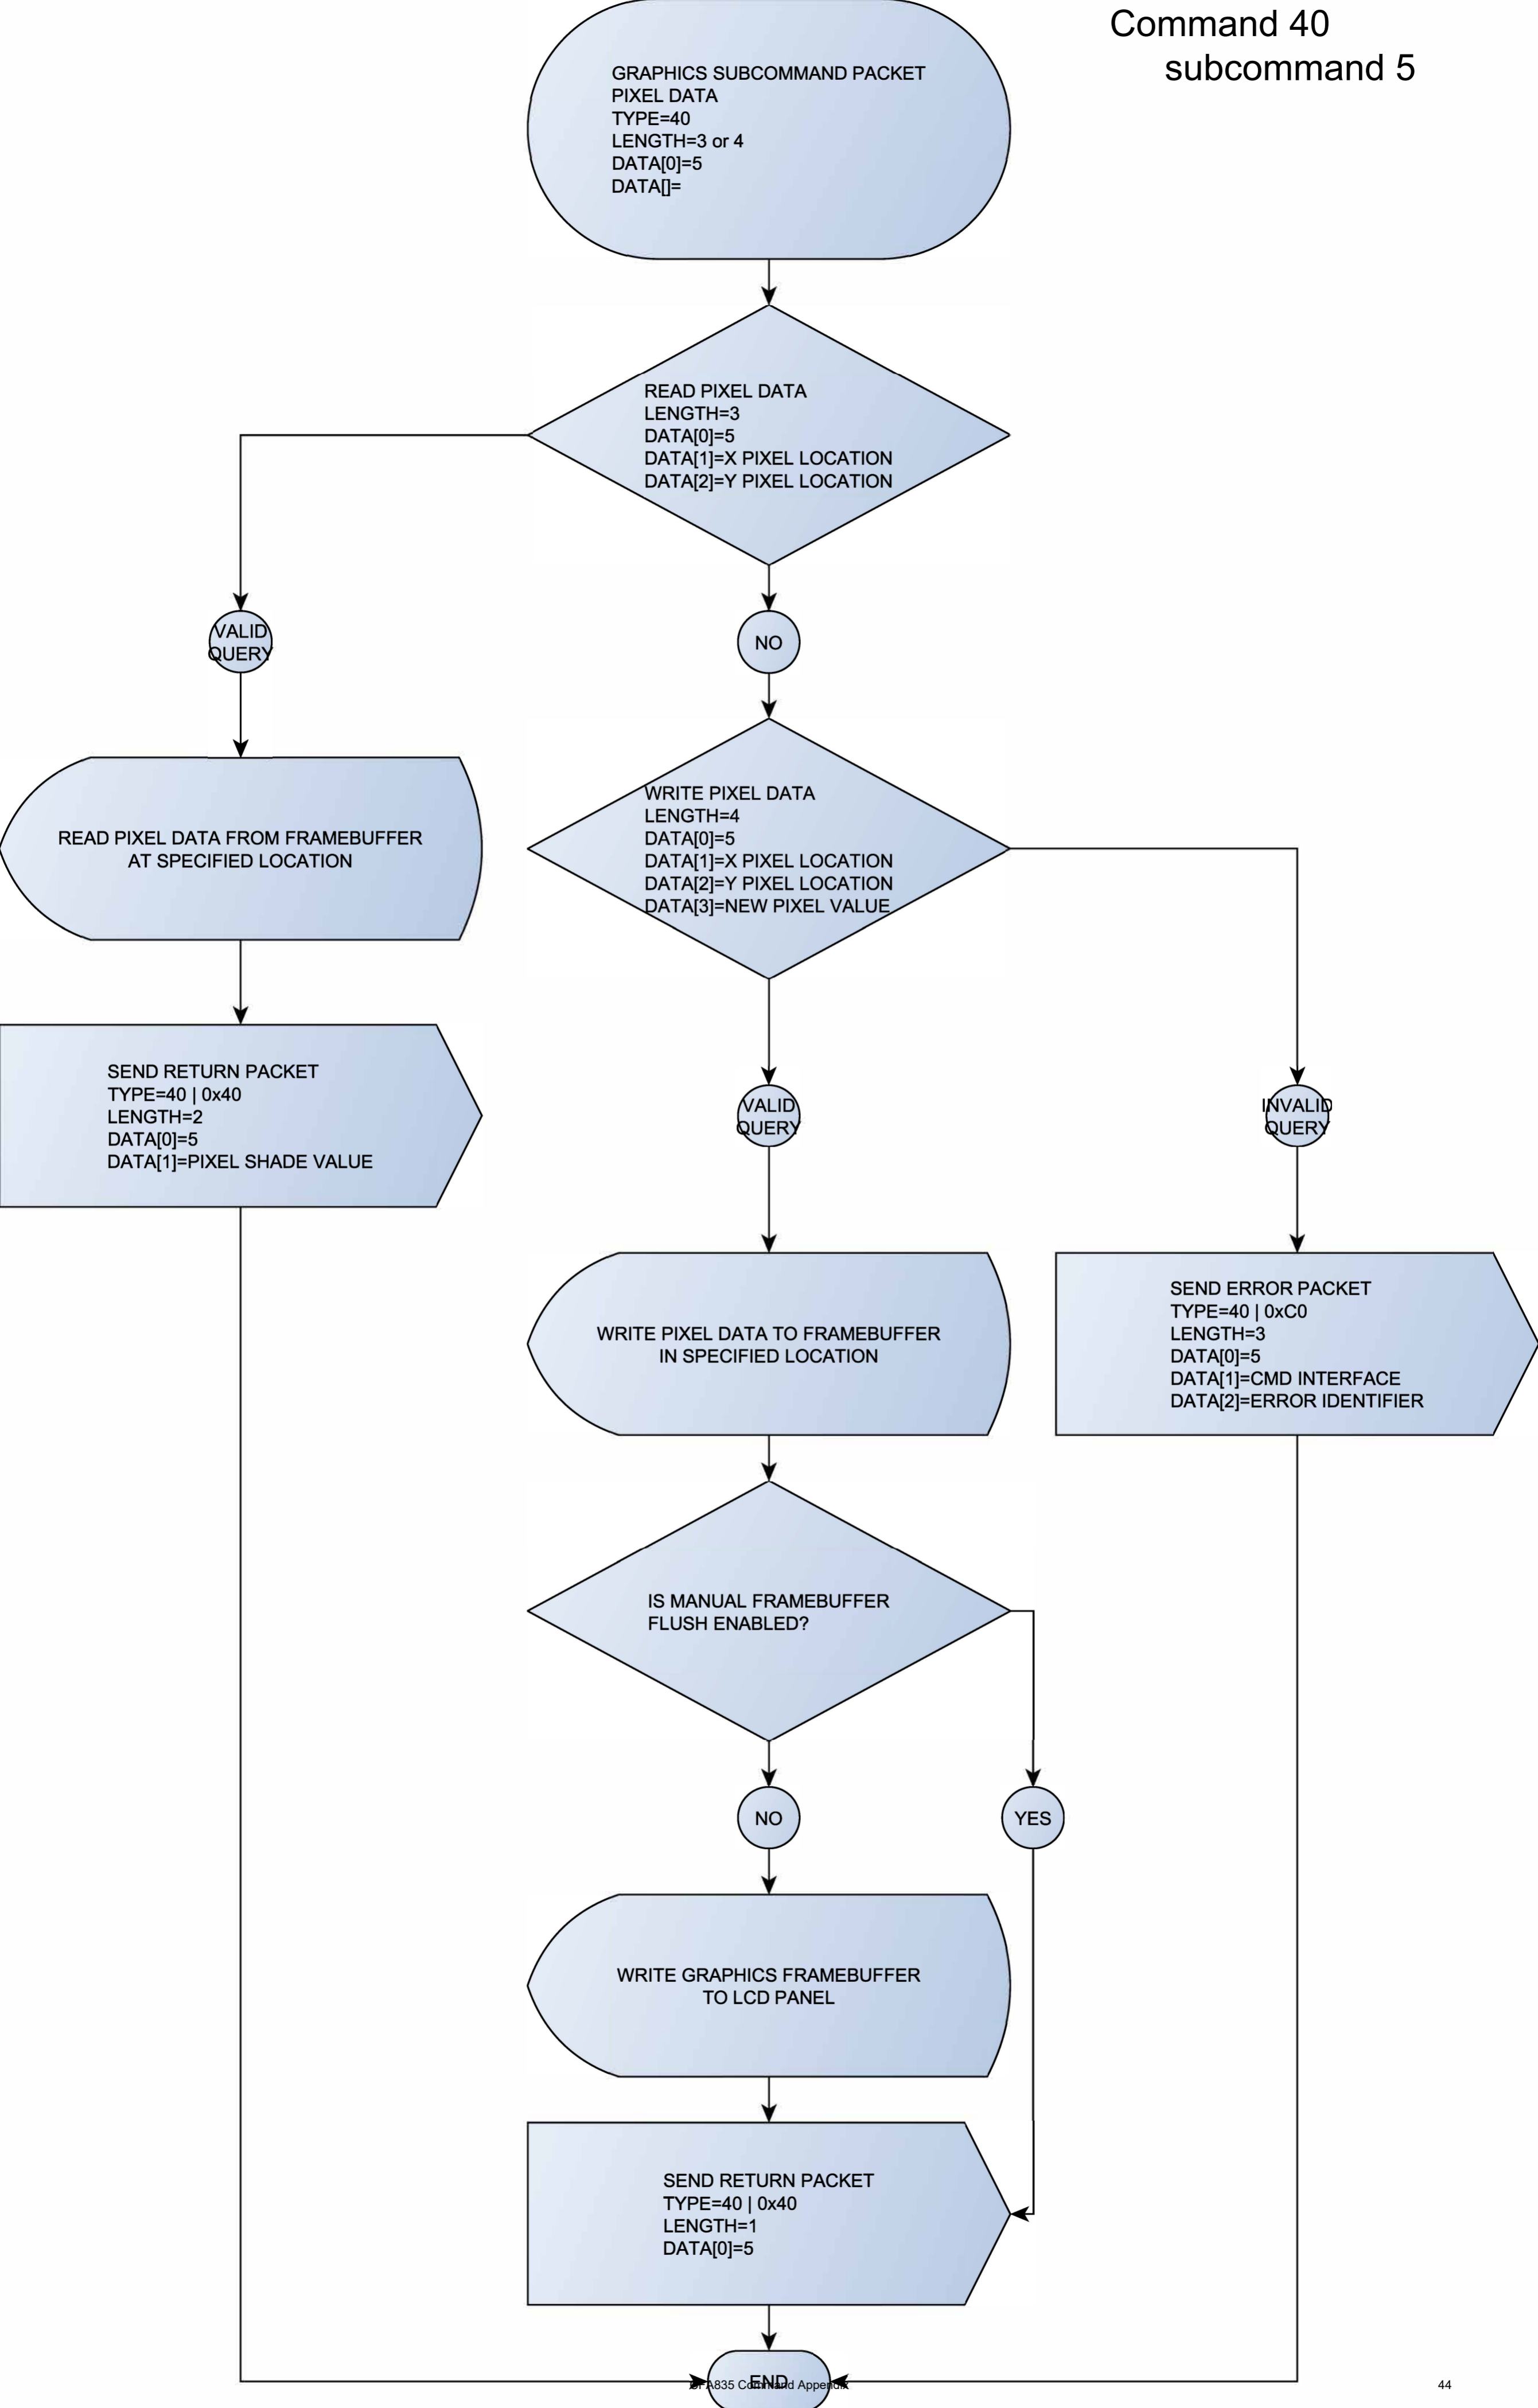 Command 40
subcommand 5
GRAPHICS SUBCOMMAND PACKET
PIXEL DATA
TYPE=40
LENGTH=3 or 4
DATA[0]=5
DATA[]=
READ PIXEL DATA
LENGTH=3
DATA[0]=5
DATA[1]=X PIXEL LOCATION
DATA[2]=Y PIXEL LOCATION
VALID
QUERY
NO
READ PIXEL DATA FROM FRAMEBUFFER
AT SPECIFIED LOCATION
WRITE PIXEL DATA
LENGTH=4
DATA[0]=5
DATA[1]=X PIXEL LOCATION
DATA[2]=Y PIXEL LOCATION
DATA[3]=NEW PIXEL VALUE
SEND RETURN PACKET
TYPE=40 | 0x40
LENGTH=2
DATA[0]=5
DATA[1]=PIXEL SHADE VALUE
VALID
QUERY
INVALID
QUERY
WRITE PIXEL DATA TO FRAMEBUFFER
IN SPECIFIED LOCATION
SEND ERROR PACKET
TYPE=40 | 0xC0
LENGTH=3
DATA[0]=5
DATA[1]=CMD INTERFACE
DATA[2]=ERROR IDENTIFIER
IS MANUAL FRAMEBUFFER
FLUSH ENABLED?
NO
YES
WRITE GRAPHICS FRAMEBUFFER
TO LCD PANEL
SEND RETURN PACKET
TYPE=40 | 0x40
LENGTH=1
DATA[0]=5
END
CFA835 Command Appendix
44